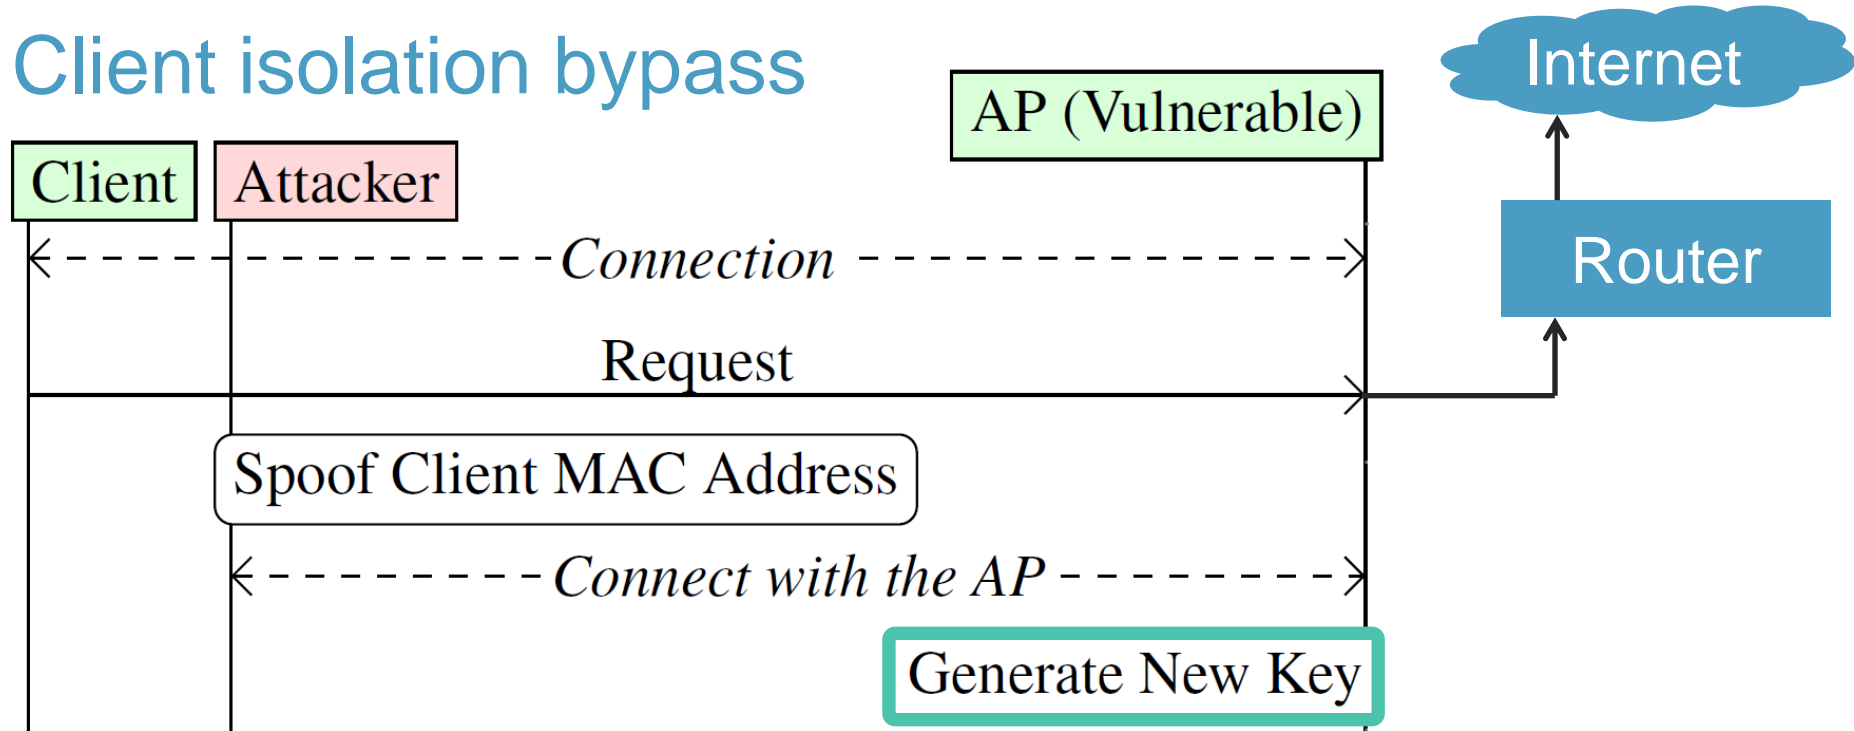 Client isolation bypass
Internet
AP (Vulnerable)
Client
Attacker
Connection
Router
Request
Spoof Client MAC Address
Connect with the AP
Generate New Key